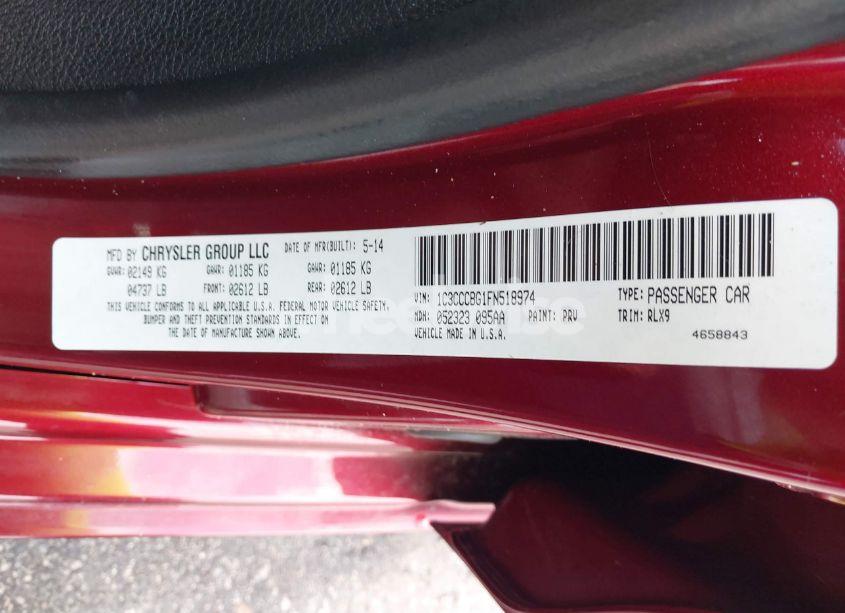 MFD BY CHRYSLER GROUP LLC DATE OF MFR(BUILT): 5-14
GVWR: 02149 KG GAWR: 01185 KG GAWR: 01185 KG
04737 LB FRONT: 02612 LB REAR: 02612 LB
THIS VEHICLE CONFORMS TO ALL APPLICABLE U.S.A. FEDERAL MOTOR VEHICLE SAFETY,
BUMPER AND THEFT PREVENTION STANDARDS IN EFFECT ON
THE DATE OF MANUFACTURE SHOWN ABOVE.
VIN: 1C3CCCBG1FN518974 TYPE: PASSENGER CAR
MDH: 052323 095AA PAINT: PRV TRIM: RLX9
VEHICLE MADE IN U.S.A. 4658843